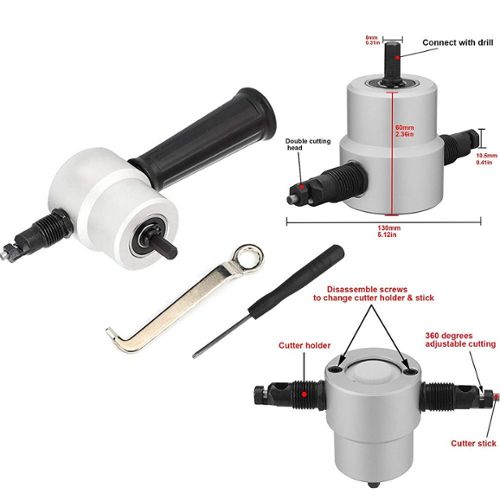 8mm
0.31in
Connect with drill
60mm
2.36in
Double cutting
head
10.5mm
0.41in
130mm
5.12in
Disassemble screws
to change cutter holder & stick
360 degrees
adjustable cutting
Cutter holder
Cutter stick